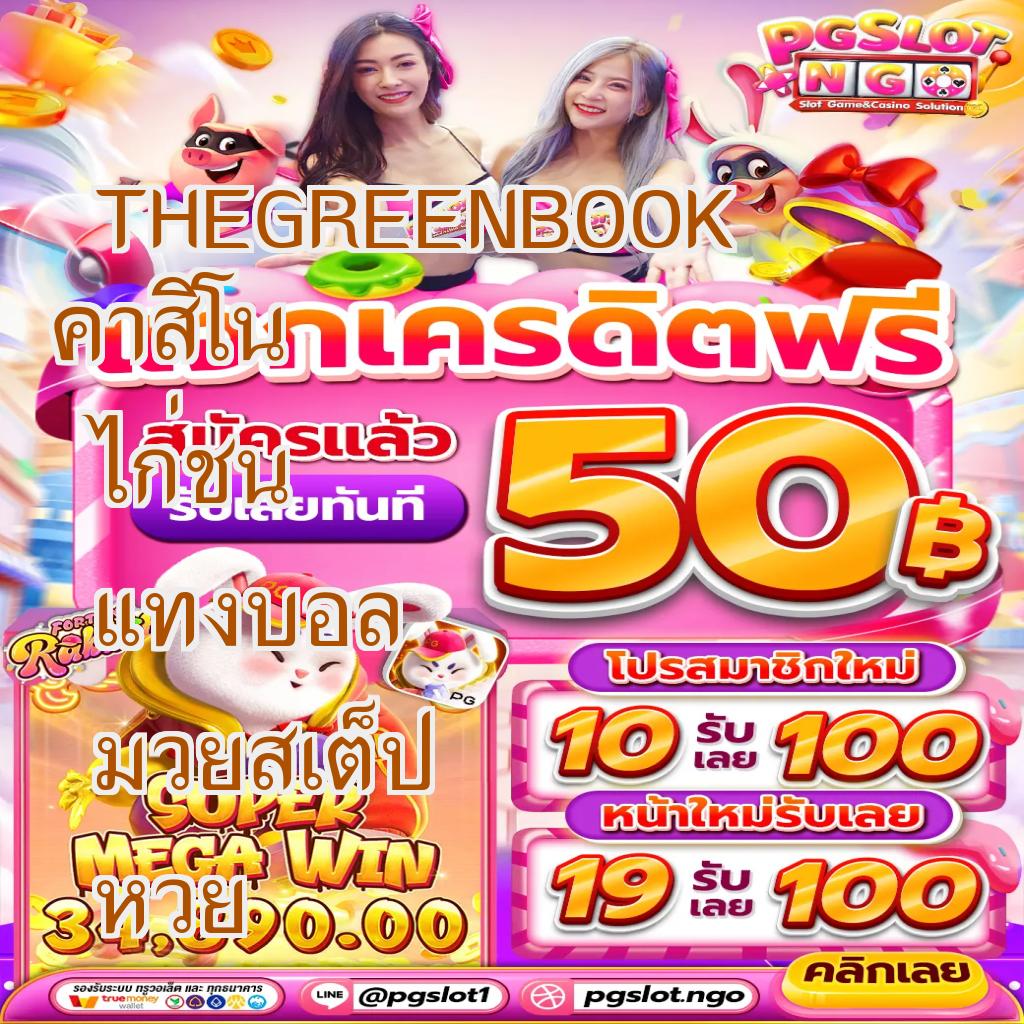 PGSLOT
NGO
Slot Game&Casino Solution
THEGREENBOOK
คาสิโน
เครดิตฟรี
ไก่ชน
สมัครแล้ว
รับเลยทันที
50฿
แทงบอล
มวยสเต็ป
หวย
PG
SUPER
MEGA WIN
โปรสมาชิกใหม่
10 รับเลย 100
หน้าใหม่รับเลย
19 รับเลย 100
รองรับระบบ ทรูวอเล็ต และ ทุกธนาคาร
truemoney
wallet
LINE @pgslot1
pgslot.ngo
คลิกเลย